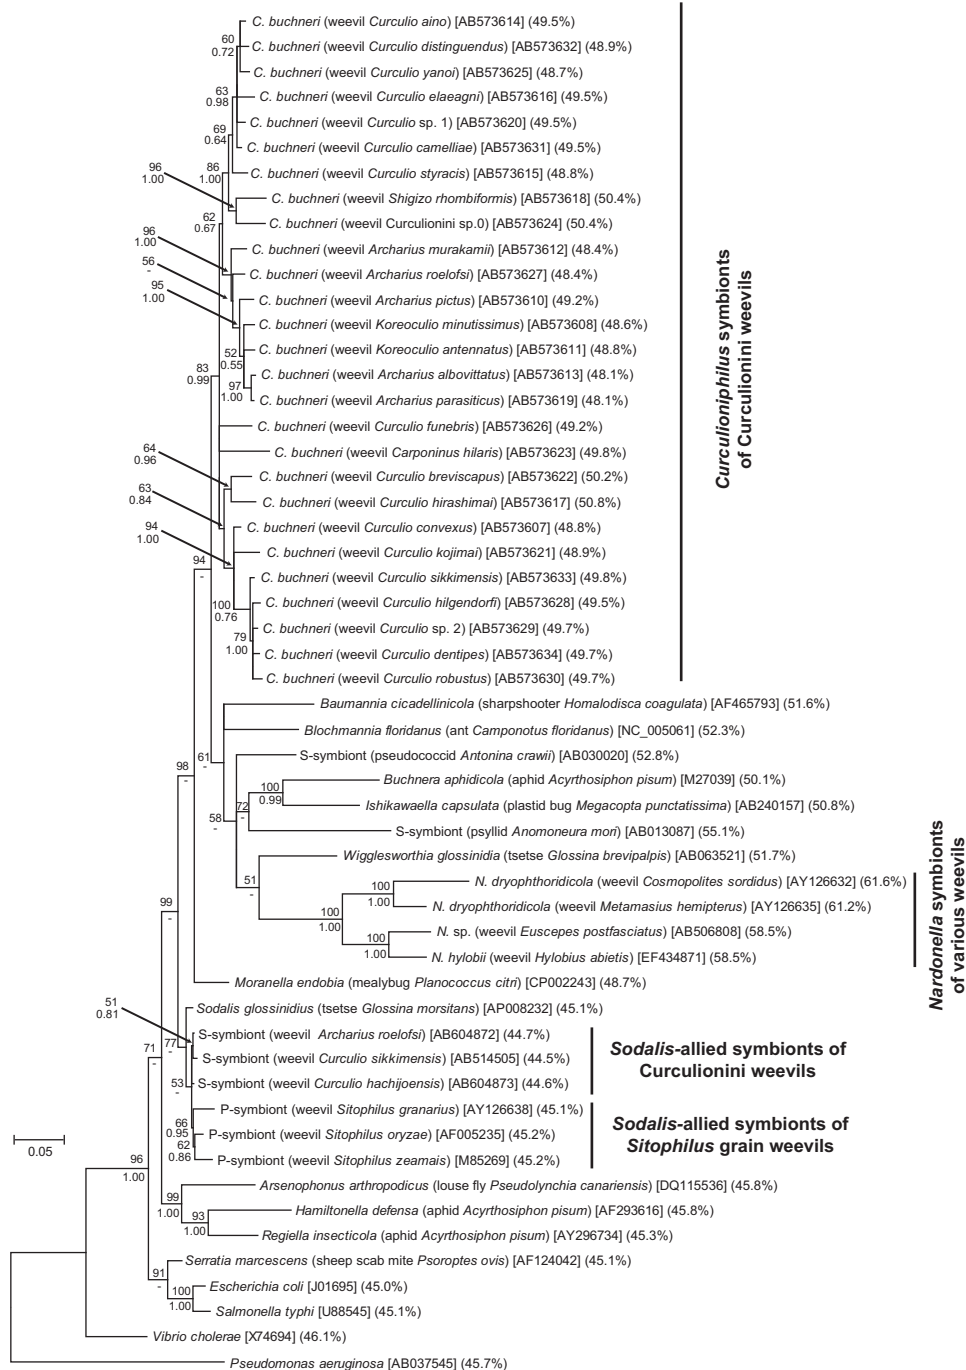 C. buchneri (weevil Curculio aino) [AB573614] (49.5%)
60
0.72
C. buchneri (weevil Curculio distinguendus) [AB573632] (48.9%)
C. buchneri (weevil Curculio yanoi) [AB573625] (48.7%)
63
0.98
C. buchneri (weevil Curculio elaeagni) [AB573616] (49.5%)
C. buchneri (weevil Curculio sp. 1) [AB573620] (49.5%)
69
0.64
C. buchneri (weevil Curculio camelliae) [AB573631] (49.5%)
96
1.00
86
1.00
C. buchneri (weevil Curculio styracis) [AB573615] (48.8%)
C. buchneri (weevil Shigizo rhombiformis) [AB573618] (50.4%)
62
0.67
C. buchneri (weevil Curculionini sp.0) [AB573624] (50.4%)
96
1.00
C. buchneri (weevil Archarius murakamii) [AB573612] (48.4%)
56
-
C. buchneri (weevil Archarius roelofsi) [AB573627] (48.4%)
95
1.00
C. buchneri (weevil Archarius pictus) [AB573610] (49.2%)
C. buchneri (weevil Koreoculio minutissimus) [AB573608] (48.6%)
52
0.55
C. buchneri (weevil Koreoculio antennatus) [AB573611] (48.8%)
83
0.99
C. buchneri (weevil Archarius albovittatus) [AB573613] (48.1%)
97
1.00
C. buchneri (weevil Archarius parasiticus) [AB573619] (48.1%)
C. buchneri (weevil Curculio funebris) [AB573626] (49.2%)
64
0.96
C. buchneri (weevil Carponinus hilaris) [AB573623] (49.8%)
C. buchneri (weevil Curculio breviscapus) [AB573622] (50.2%)
63
0.84
C. buchneri (weevil Curculio hirashimai) [AB573617] (50.8%)
94
1.00
C. buchneri (weevil Curculio convexus) [AB573607] (48.8%)
C. buchneri (weevil Curculio kojimai) [AB573621] (48.9%)
94
-
C. buchneri (weevil Curculio sikkimensis) [AB573633] (49.8%)
100
0.76
C. buchneri (weevil Curculio hilgendorfi) [AB573628] (49.5%)
C. buchneri (weevil Curculio sp. 2) [AB573629] (49.7%)
79
1.00
C. buchneri (weevil Curculio dentipes) [AB573634] (49.7%)
C. buchneri (weevil Curculio robustus) [AB573630] (49.7%)
Curculioniphilus symbionts
of Curculionini weevils
Baumannia cicadellinicola (sharpshooter Homalodisca coagulata) [AF465793] (51.6%)
Blochmannia floridanus (ant Camponotus floridanus) [NC_005061] (52.3%)
61
-
S-symbiont (pseudococcid Antonina crawii) [AB030020] (52.8%)
98
-
Buchnera aphidicola (aphid Acyrthosiphon pisum) [M27039] (50.1%)
100
0.99
72
-
Ishikawaella capsulata (plastid bug Megacopta punctatissima) [AB240157] (50.8%)
58
-
S-symbiont (psyllid Anomoneura mori) [AB013087] (55.1%)
Wigglesworthia glossinidia (tsetse Glossina brevipalpis) [AB063521] (51.7%)
51
-
N. dryophthoridicola (weevil Cosmopolites sordidus) [AY126632] (61.6%)
100
1.00
99
-
N. dryophthoridicola (weevil Metamasius hemipterus) [AY126635] (61.2%)
100
1.00
N. sp. (weevil Euscepes postfasciatus) [AB506808] (58.5%)
100
1.00
N. hylobii (weevil Hylobius abietis) [EF434871] (58.5%)
Nardonella symbionts
of various weevils
Moranella endobia (mealybug Planococcus citri) [CP002243] (48.7%)
51
0.81
Sodalis glossinidius (tsetse Glossina morsitans) [AP008232] (45.1%)
S-symbiont (weevil Archarius roelofsi) [AB604872] (44.7%)
71
-
77
-
S-symbiont (weevil Curculio sikkimensis) [AB514505] (44.5%)
53
-
S-symbiont (weevil Curculio hachijoensis) [AB604873] (44.6%)
Sodalis-allied symbionts of
Curculionini weevils
P-symbiont (weevil Sitophilus granarius) [AY126638] (45.1%)
66
0.95
P-symbiont (weevil Sitophilus oryzae) [AF005235] (45.2%)
62
0.86
P-symbiont (weevil Sitophilus zeamais) [M85269] (45.2%)
Sodalis-allied symbionts of
Sitophilus grain weevils
0.05
96
1.00
Arsenophonus arthropodicus (louse fly Pseudolynchia canariensis) [DQ115536] (45.8%)
99
1.00
Hamiltonella defensa (aphid Acyrthosiphon pisum) [AF293616] (45.8%)
93
1.00
Regiella insecticola (aphid Acyrthosiphon pisum) [AY296734] (45.3%)
Serratia marcescens (sheep scab mite Psoroptes ovis) [AF124042] (45.1%)
91
-
Escherichia coli [J01695] (45.0%)
100
1.00
Salmonella typhi [U88545] (45.1%)
Vibrio cholerae [X74694] (46.1%)
Pseudomonas aeruginosa [AB037545] (45.7%)